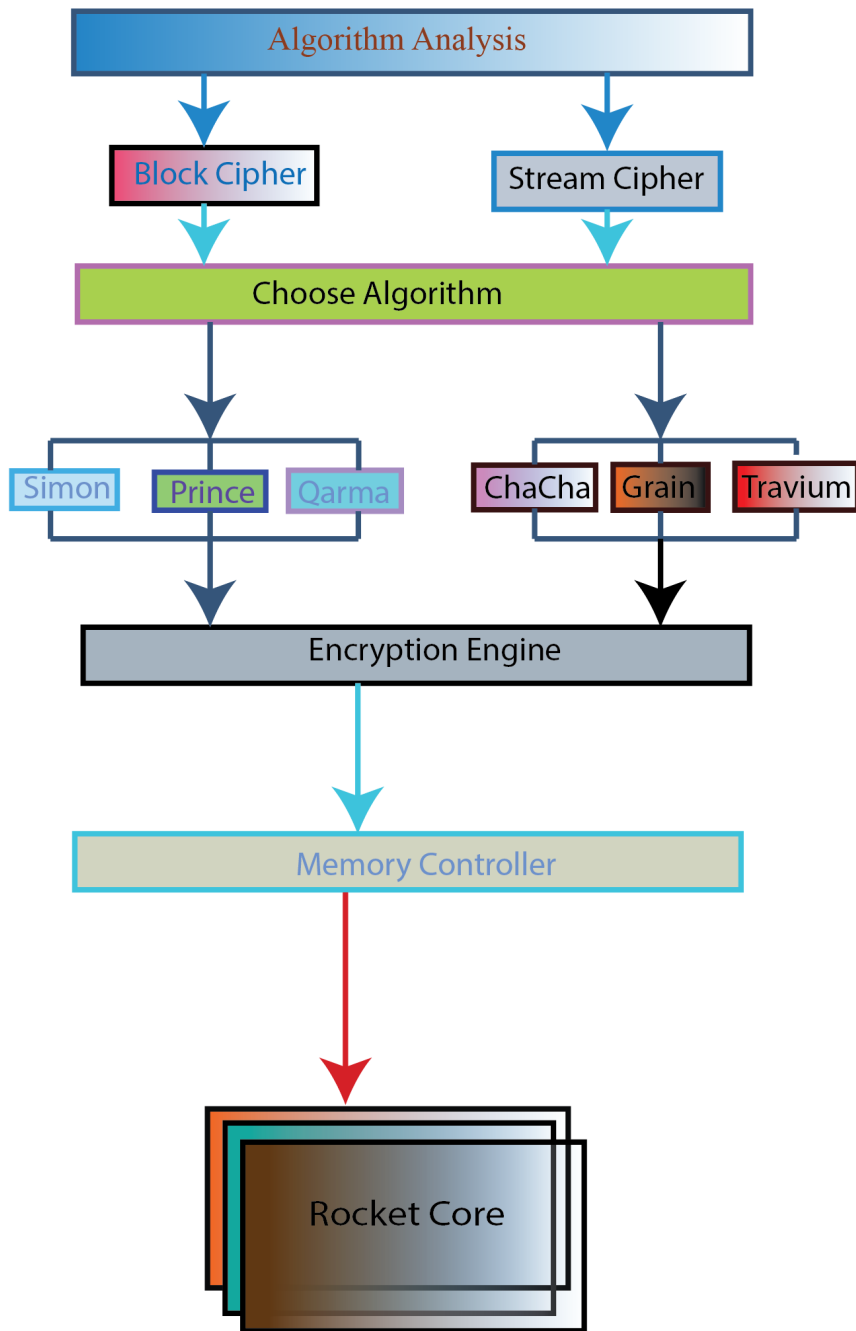 Algorithm Analysis
Block Cipher
Stream Cipher
Choose Algorithm
Simon
Prince
Qarma
ChaCha
Grain
Travium
Encryption Engine
Memory Controller
Rocket Core